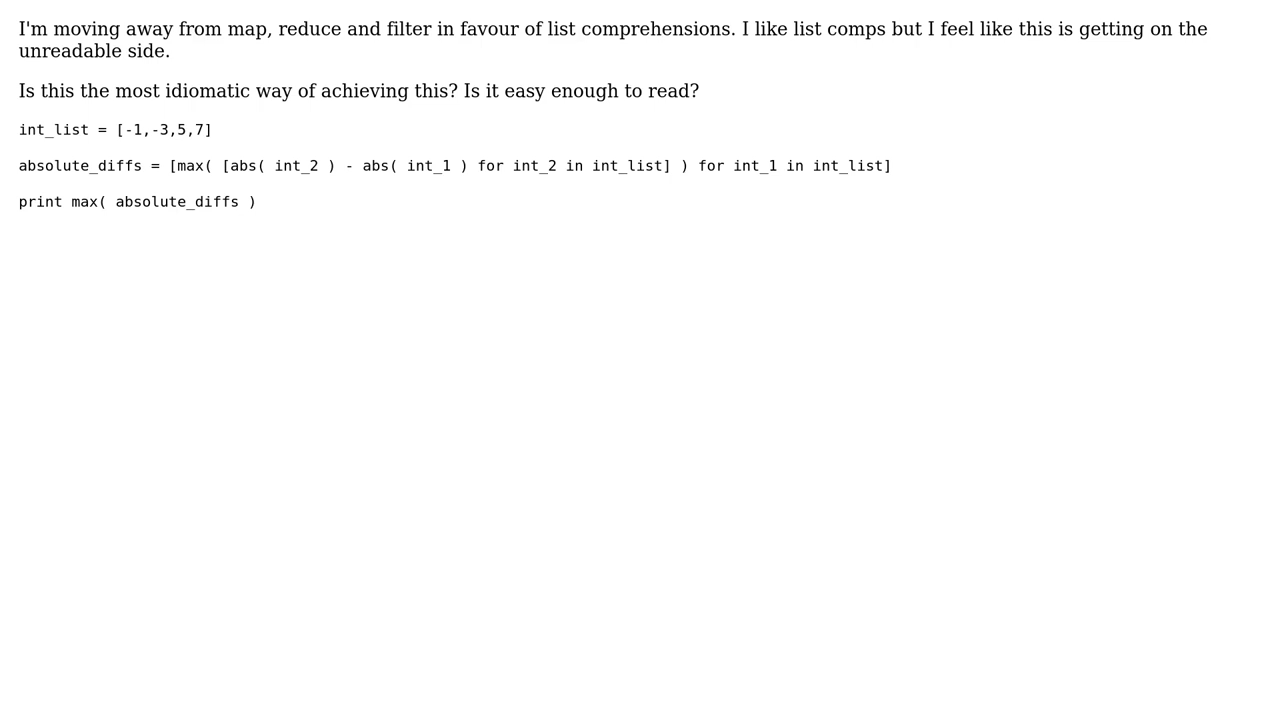 I'm moving away from map, reduce and filter in favour of list comprehensions. I like list comps but I feel like this is getting on the
unreadable side.
Is this the most idiomatic way of achieving this? Is it easy enough to read?
int_list = [-1,-3,5,7]
absolute_diffs = [max( [abs( int_2 ) - abs( int_1 ) for int_2 in int_list] ) for int_1 in int_list]
print max( absolute_diffs )